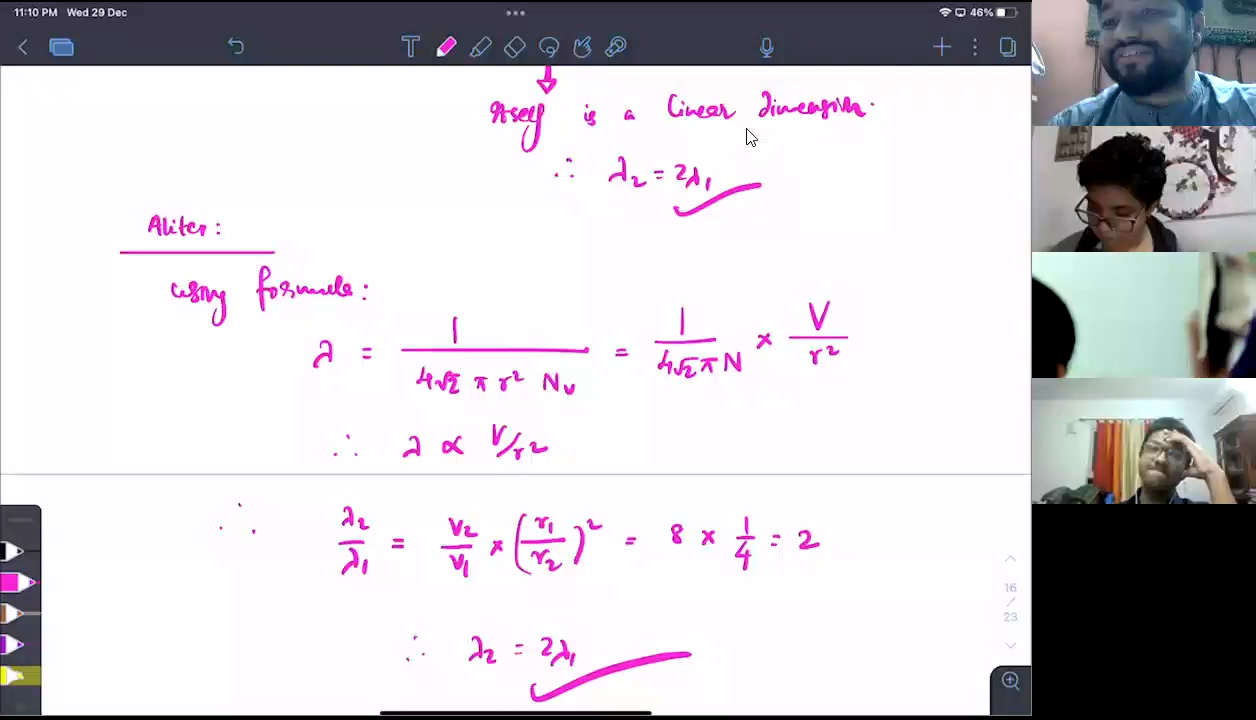 11:10 PM Wed 29 Dec
46%
Itself is a linear dimension.
∴ λ₂ = 2λ₁
Aliter:
using formula:
λ = 1 / (4√2 π r² Nᵥ) = 1 / (4√2 π N) × V / r²
∴ λ ∝ V/r²
∴ λ₂/λ₁ = V₂/V₁ × (r₁/r₂)² = 8 × 1/4 = 2
16
/
23
∴ λ₂ = 2λ₁